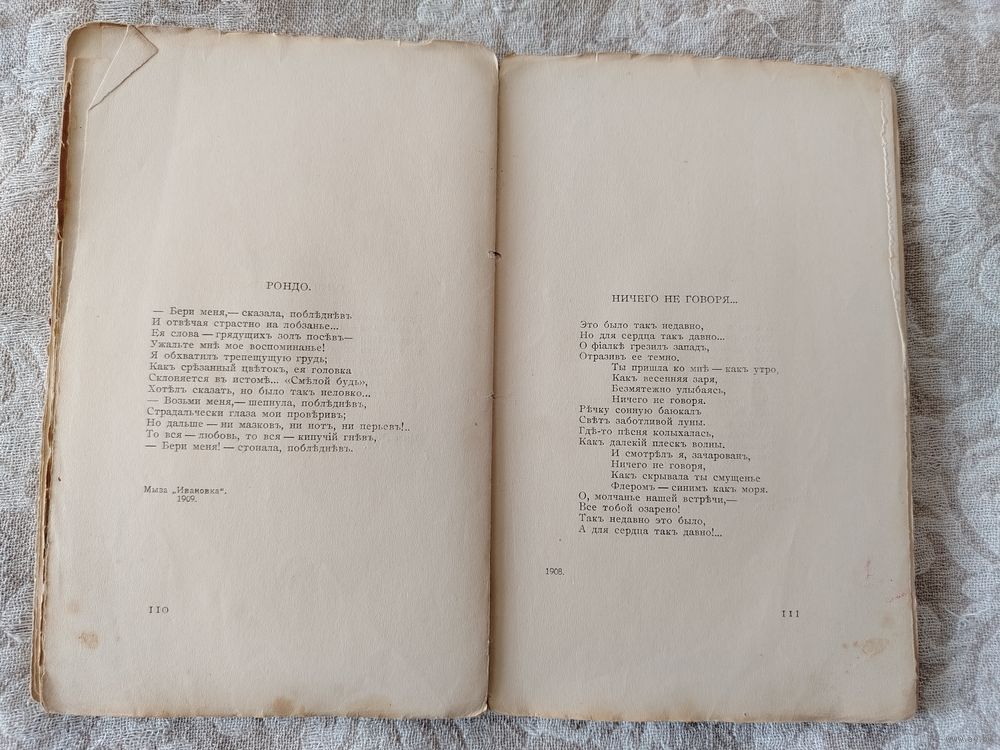 РОНДО.
— Бери меня,— сказала, поблѣднѣвъ
И отвѣчая страстно на лобзанье...
Ея слова — грядущихъ золъ посѣвъ—
Ужальте мнѣ мое воспоминанье!
Я обхватилъ трепещущую грудь;
Какъ срѣзанный цвѣтокъ, ея головка
Склоняется въ истомѣ... «Смѣлой будь»,
Хотѣлъ сказать, но было такъ неловко...
— Возьми меня,— шепнула, поблѣднѣвъ,
Страдальчески глаза мои провѣривъ;
Но дальше — ни мазковъ, ни нотъ, ни перьевъ!..
То вся — любовь, то вся — кипучій гнѣвъ,
— Бери меня! — стонала, поблѣднѣвъ.
Мыза „Ивановка“.
1909.
110
НИЧЕГО НЕ ГОВОРЯ...
Это было такъ недавно,
Но для сердца такъ давно...
О фіалкѣ грезилъ западъ,
Отразивъ ее темно.
Ты пришла ко мнѣ — какъ утро,
Какъ весенняя заря,
Безмятежно улыбаясь,
Ничего не говоря.
Рѣчку сонную баюкалъ
Свѣтъ заботливой луны.
Гдѣ-то пѣсня колыхалась,
Какъ далекій плескъ волны.
И смотрѣлъ я, зачарованъ,
Ничего не говоря,
Какъ скрывала ты смущенье
Флеромъ — синимъ какъ моря.
О, молчанье нашей встрѣчи,—
Все тобой озарено!
Такъ недавно это было,
А для сердца такъ давно!...
1908.
111